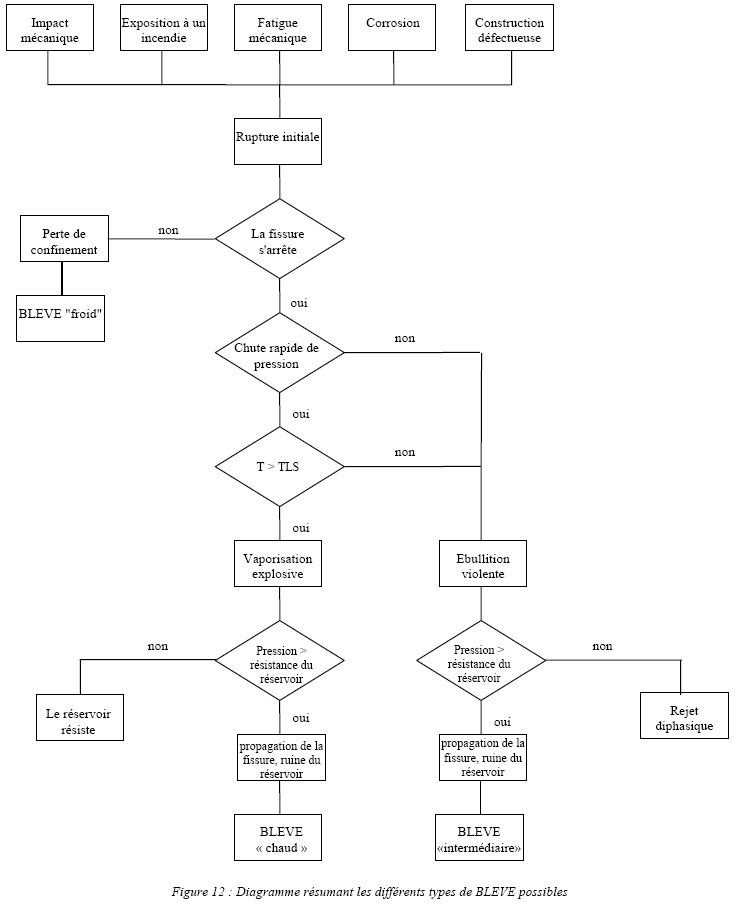 Impact
mécanique
Exposition à un
incendie
Fatigue
mécanique
Corrosion
Construction
défectueuse
Rupture initiale
La fissure
s'arrête
non
Perte de
confinement
BLEVE "froid"
oui
Chute rapide de
pression
non
oui
T > TLS
non
oui
Vaporisation
explosive
Ebullition
violente
Pression >
résistance du
réservoir
non
Le réservoir
résiste
Pression >
résistance du
réservoir
non
Rejet
diphasique
oui
propagation de la
fissure, ruine du
réservoir
oui
propagation de la
fissure, ruine du
réservoir
BLEVE
« chaud »
BLEVE
«intermédiaire»
Figure 12 : Diagramme résumant les différents types de BLEVE possibles